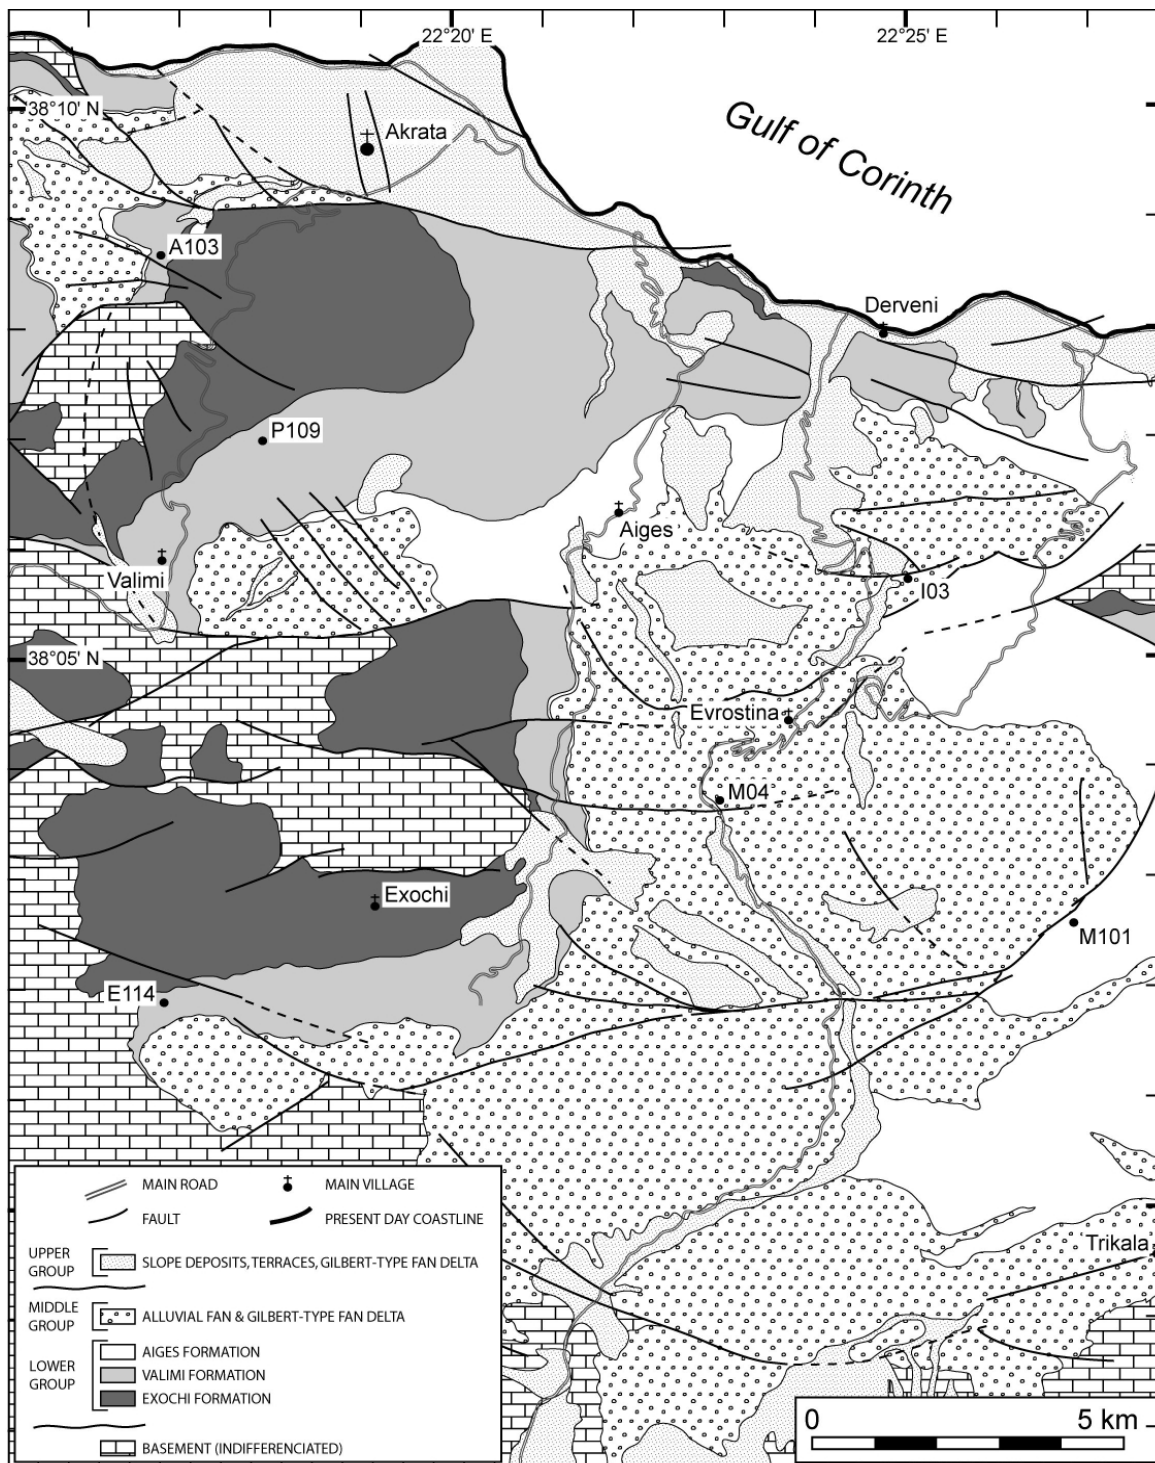 22°20' E
22°25' E
38°10' N
Akrata
Gulf of
Corinth
A103
Derveni
P109
Aiges
Valimi
I03
38°05' N
Evrostina
M04
Exochi
M101
E114
Trikala
MAIN ROAD
MAIN VILLAGE
FAULT
PRESENT DAY COASTLINE
UPPER
GROUP
SLOPE DEPOSITS, TERRACES, GILBERT-TYPE FAN DELTA
MIDDLE
GROUP
ALLUVIAL FAN & GILBERT-TYPE FAN DELTA
LOWER
GROUP
AIGES FORMATION
VALIMI FORMATION
EXOCHI FORMATION
BASEMENT (INDIFFERENCIATED)
0
5 km